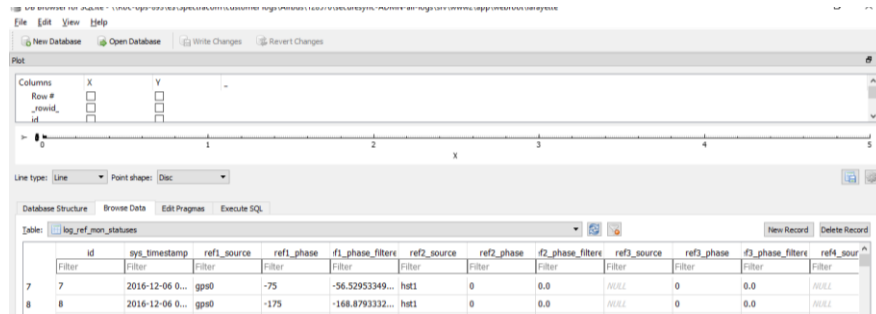 File Edit View Help
New Database Open Database Write Changes Revert Changes
Plot
Columns X Y _
Row #
_rowid_
id
0 1 2 3 4 5
X
Line type: Line Point shape: Disc
Database Structure Browse Data Edit Pragmas Execute SQL
Table: log_ref_mon_statuses New Record Delete Record
id sys_timestamp ref1_source ref1_phase rf1_phase_filtere ref2_source ref2_phase rf2_phase_filtere ref3_source ref3_phase rf3_phase_filtere ref4_sour
Filter Filter Filter Filter Filter Filter Filter Filter Filter Filter Filter Filter
7 7 2016-12-06 0... gps0 -75 -56.52953349... hst1 0 0.0 NULL 0 0.0 NULL
8 8 2016-12-06 0... gps0 -175 -168.8793332... hst1 0 0.0 NULL 0 0.0 NULL